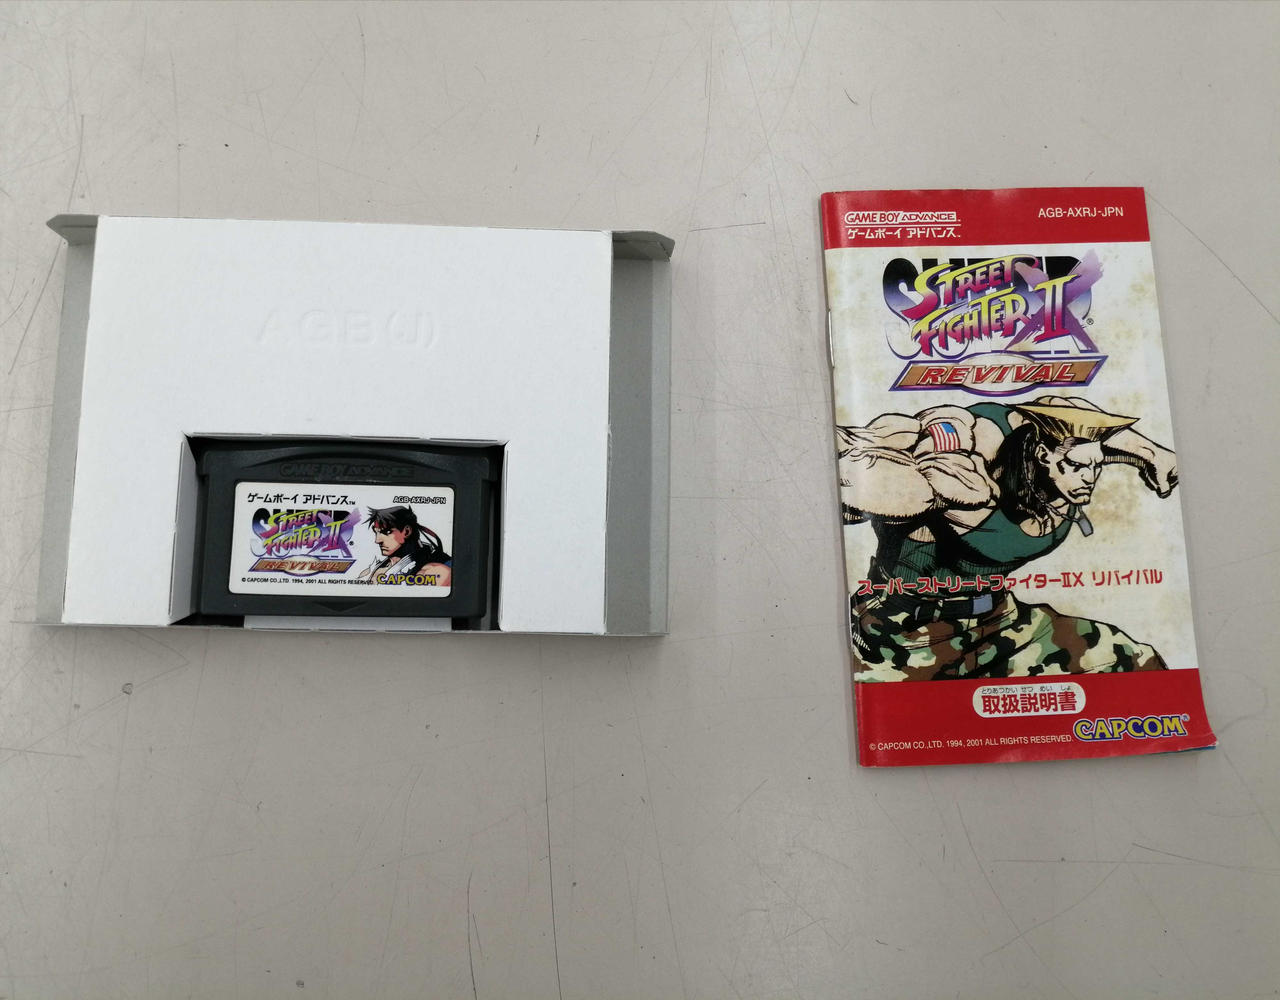 AGB(J)
GAME BOY ADVANCE
ゲームボーイ アドバンス™
AGB-AXRJ-JPN
SUPER
STREET
FIGHTER II X
REVIVAL
© CAPCOM CO.,LTD. 1994, 2001 ALL RIGHTS RESERVED.
CAPCOM®
GAME BOY ADVANCE™
ゲームボーイ アドバンス™
AGB-AXRJ-JPN
SUPER
STREET
FIGHTER II X®
REVIVAL
スーパーストリートファイターII X リバイバル
とりあつかい せつ めい しょ
取扱説明書
© CAPCOM CO.,LTD. 1994, 2001 ALL RIGHTS RESERVED.
CAPCOM®